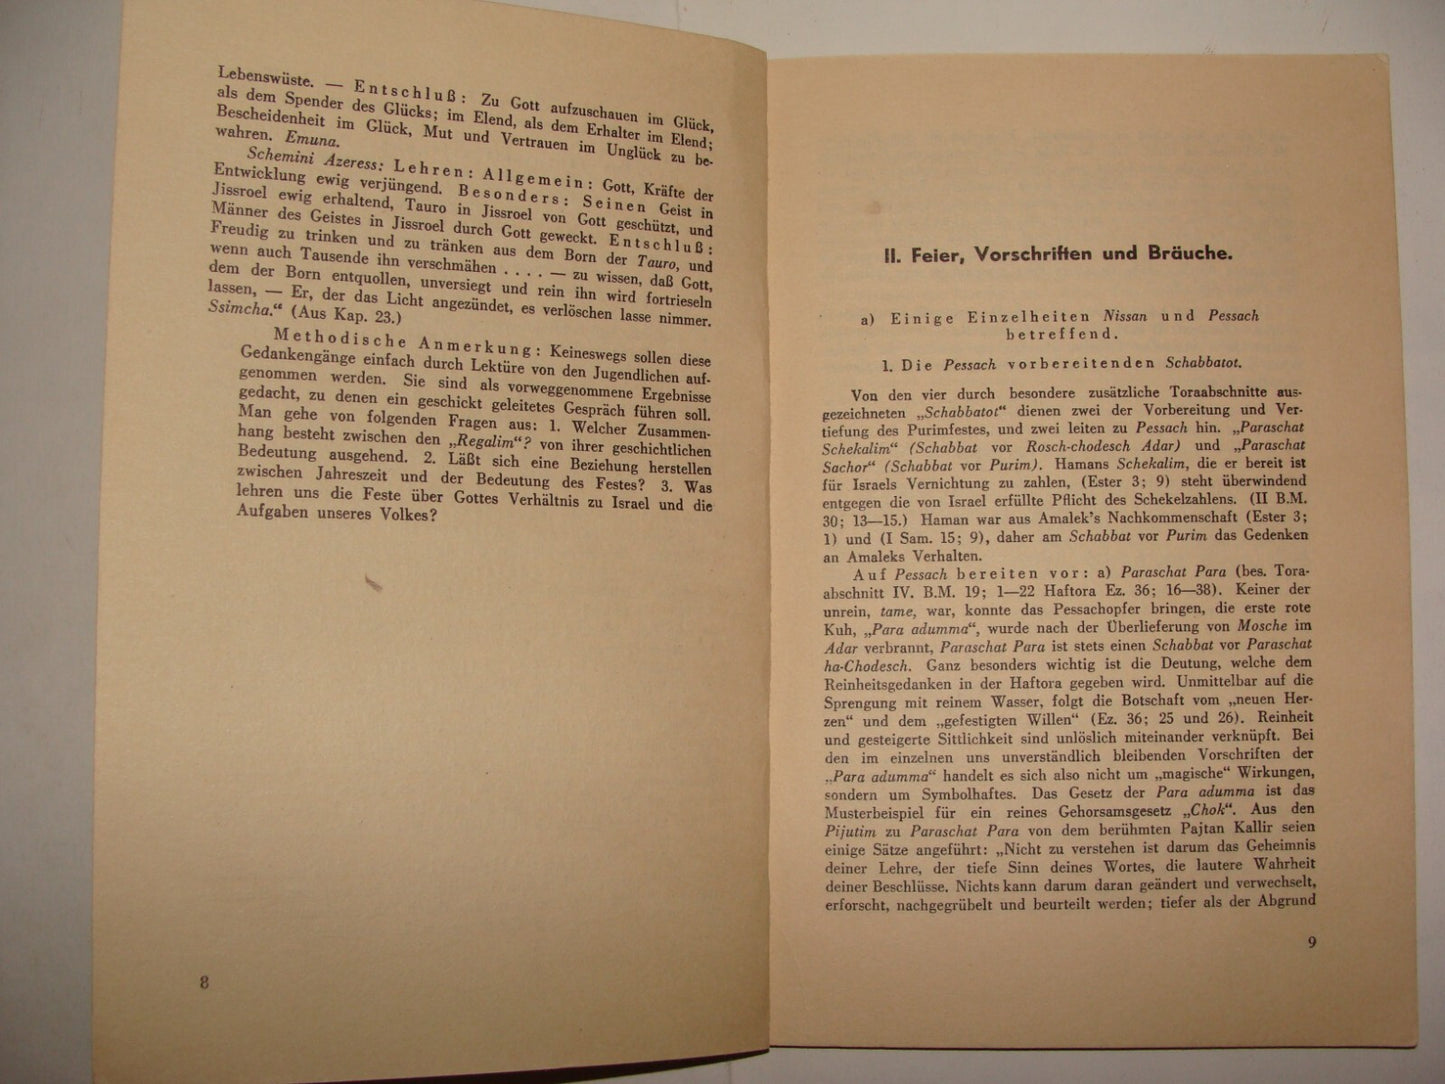 Lebenswüste. — Entschluß: Zu Gott aufzuschauen im Glück,
als dem Spender des Glücks; im Elend, als dem Erhalter im Elend;
Bescheidenheit im Glück, Mut und Vertrauen im Unglück zu be-
wahren. Emuna.
Schemini Azeress: Lehren: Allgemein: Gott, Kräfte der
Entwicklung ewig verjüngend. Besonders: Seinen Geist in
Jissroel ewig erhaltend, Tauro in Jissroel von Gott geschützt, und
Männer des Geistes in Jissroel durch Gott geweckt. Entschluß:
Freudig zu trinken und zu tränken aus dem Born der Tauro, und
wenn auch Tausende ihn verschmähen . . . . — zu wissen, daß Gott,
dem der Born entquollen, unversiegt und rein ihn wird fortrieseln
lassen, — Er, der das Licht angezündet, es verlöschen lasse nimmer.
Ssimcha.“ (Aus Kap. 23.)
Methodische Anmerkung: Keineswegs sollen diese
Gedankengänge einfach durch Lektüre von den Jugendlichen auf-
genommen werden. Sie sind als vorweggenommene Ergebnisse
gedacht, zu denen ein geschickt geleitetes Gespräch führen soll.
Man gehe von folgenden Fragen aus: 1. Welcher Zusammen-
hang besteht zwischen den „Regalim“? von ihrer geschichtlichen
Bedeutung ausgehend. 2. Läßt sich eine Beziehung herstellen
zwischen Jahreszeit und der Bedeutung des Festes? 3. Was
lehren uns die Feste über Gottes Verhältnis zu Israel und die
Aufgaben unseres Volkes?
8
II. Feier, Vorschriften und Bräuche.
a) Einige Einzelheiten Nissan und Pessach
betreffend.
1. Die Pessach vorbereitenden Schabbatot.
Von den vier durch besondere zusätzliche Toraabschnitte aus-
gezeichneten „Schabbatot“ dienen zwei der Vorbereitung und Ver-
tiefung des Purimfestes, und zwei leiten zu Pessach hin. „Paraschat
Schekalim“ (Schabbat vor Rosch-chodesch Adar) und „Paraschat
Sachor“ (Schabbat vor Purim). Hamans Schekalim, die er bereit ist
für Israels Vernichtung zu zahlen, (Ester 3; 9) steht überwindend
entgegen die von Israel erfüllte Pflicht des Schekelzahlens. (II B.M.
30; 13—15.) Haman war aus Amalek's Nachkommenschaft (Ester 3;
1) und (I Sam. 15; 9), daher am Schabbat vor Purim das Gedenken
an Amaleks Verhalten.
Auf Pessach bereiten vor: a) Paraschat Para (bes. Tora-
abschnitt IV. B.M. 19; 1—22 Haftora Ez. 36; 16—38). Keiner der
unrein, tame, war, konnte das Pessachopfer bringen, die erste rote
Kuh, „Para adumma“, wurde nach der Überlieferung von Mosche im
Adar verbrannt, Paraschat Para ist stets einen Schabbat vor Paraschat
ha-Chodesch. Ganz besonders wichtig ist die Deutung, welche dem
Reinheitsgedanken in der Haftora gegeben wird. Unmittelbar auf die
Sprengung mit reinem Wasser, folgt die Botschaft vom „neuen Her-
zen“ und dem „gefestigten Willen“ (Ez. 36; 25 und 26). Reinheit
und gesteigerte Sittlichkeit sind unlöslich miteinander verknüpft. Bei
den im einzelnen uns unverständlich bleibenden Vorschriften der
„Para adumma“ handelt es sich also nicht um „magische“ Wirkungen,
sondern um Symbolhaftes. Das Gesetz der Para adumma ist das
Musterbeispiel für ein reines Gehorsamsgesetz „Chok“. Aus den
Pijutim zu Paraschat Para von dem berühmten Pajtan Kallir seien
einige Sätze angeführt: „Nicht zu verstehen ist darum das Geheimnis
deiner Lehre, der tiefe Sinn deines Wortes, die lautere Wahrheit
deiner Beschlüsse. Nichts kann darum daran geändert und verwechselt,
erforscht, nachgegrübelt und beurteilt werden; tiefer als der Abgrund
9